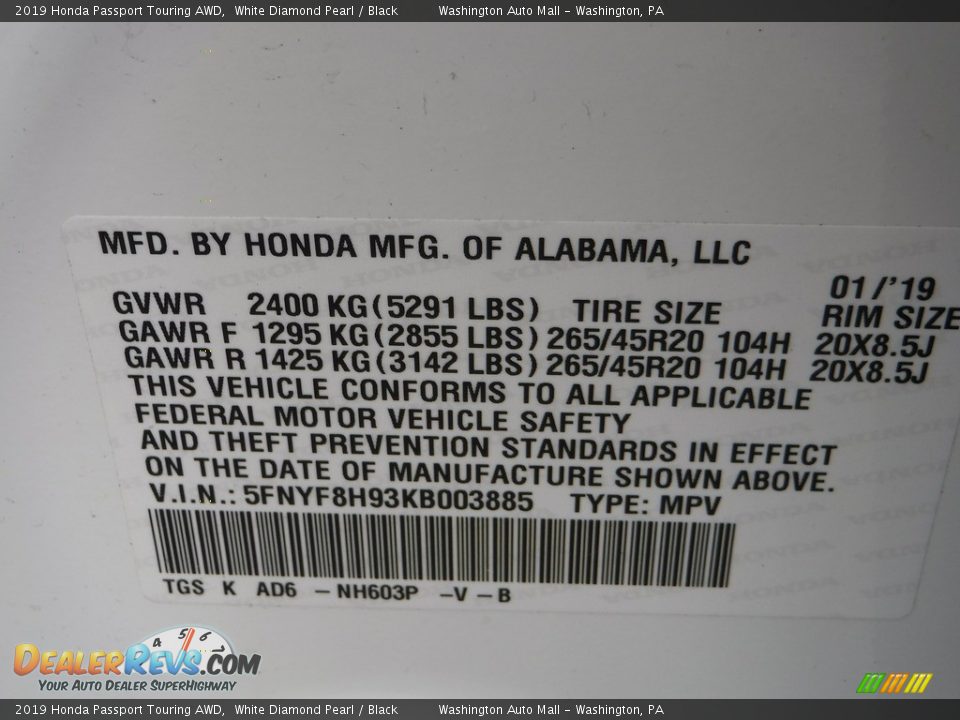 2019 Honda Passport Touring AWD, White Diamond Pearl / Black Washington Auto Mall - Washington, PA
MFD. BY HONDA MFG. OF ALABAMA, LLC
01/'19
GVWR 2400 KG(5291 LBS) TIRE SIZE RIM SIZE
GAWR F 1295 KG(2855 LBS) 265/45R20 104H 20X8.5J
GAWR R 1425 KG(3142 LBS) 265/45R20 104H 20X8.5J
THIS VEHICLE CONFORMS TO ALL APPLICABLE
FEDERAL MOTOR VEHICLE SAFETY
AND THEFT PREVENTION STANDARDS IN EFFECT
ON THE DATE OF MANUFACTURE SHOWN ABOVE.
V.I.N.: 5FNYF8H93KB003885 TYPE: MPV
TGS K AD6 -NH603P -V-B
4 5 6 7
DEALERREVS.COM
YOUR AUTO DEALER SUPERHIGHWAY
2019 Honda Passport Touring AWD, White Diamond Pearl / Black Washington Auto Mall - Washington, PA